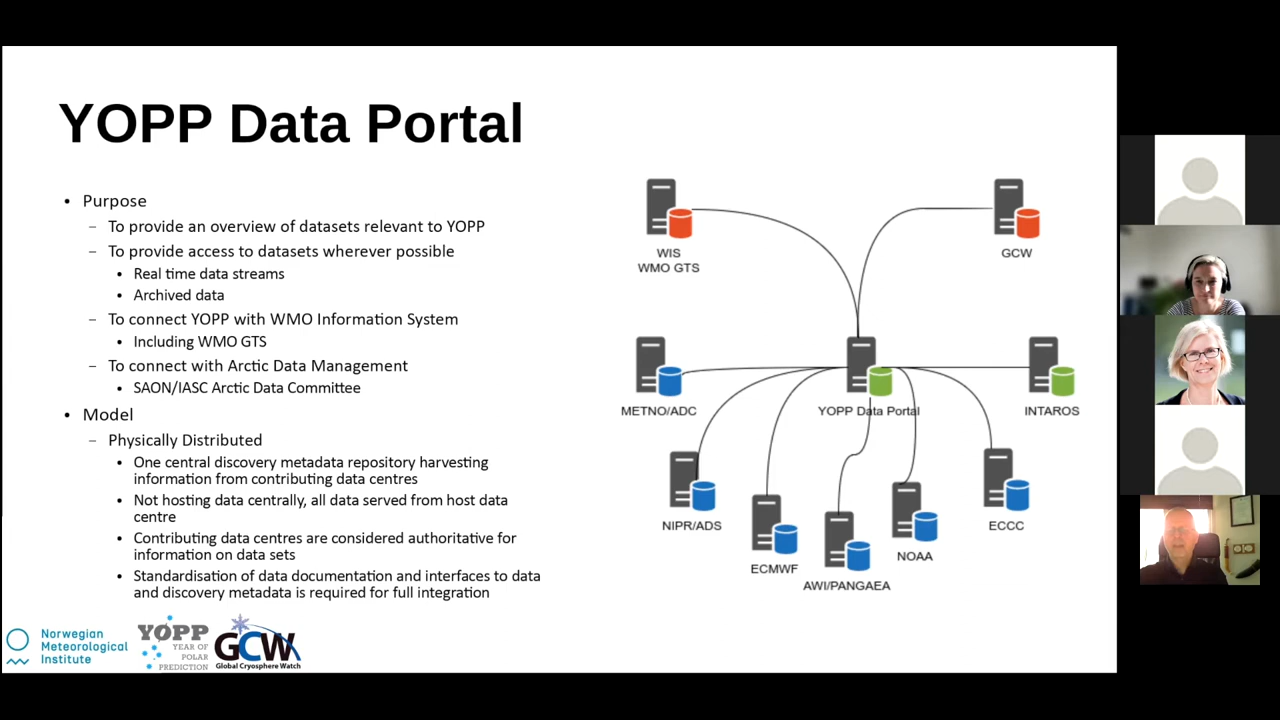 YOPP Data Portal
• Purpose
– To provide an overview of datasets relevant to YOPP
– To provide access to datasets wherever possible
• Real time data streams
• Archived data
– To connect YOPP with WMO Information System
• Including WMO GTS
– To connect with Arctic Data Management
• SAON/IASC Arctic Data Committee
• Model
– Physically Distributed
• One central discovery metadata repository harvesting
information from contributing data centres
• Not hosting data centrally, all data served from host data
centre
• Contributing data centres are considered authoritative for
information on data sets
• Standardisation of data documentation and interfaces to data
and discovery metadata is required for full integration
WIS
WMO GTS
GCW
METNO/ADC
YOPP Data Portal
INTAROS
NIPR/ADS
ECMWF
AWI/PANGAEA
NOAA
ECCC
Norwegian
Meteorological
Institute
YOPP
YEAR OF
POLAR
PREDICTION
GCW
Global Cryosphere Watch